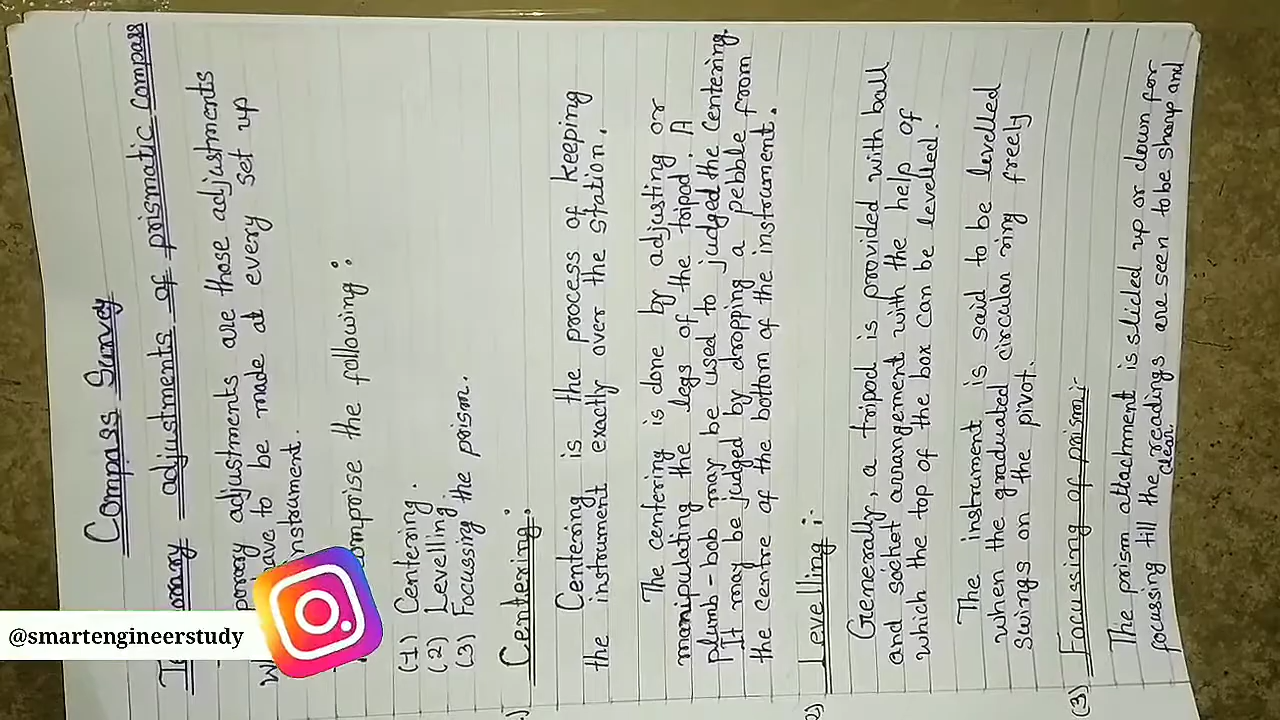 Compass Survey
adjustments of prismatic compass
adjustments are those adjustments
to be made at every set up
instrument.
the following :
(1) Centering.
(2) Levelling.
(3) Focussing the prism.
Centering :
Centering is the process of keeping
the instrument exactly over the station.
The centering is done by adjusting or
manipulating the legs of the tripod. A
plumb-bob may be used to judged the Centering.
It may be judged by dropping a pebble from
the centre of the bottom of the instrument.
Levelling :-
Generally, a tripod is provided with ball
and socket arrangement with the help of
which the top of the box can be levelled.
The instrument is said to be levelled
when the graduated circular ring freely
Swings on the pivot.
(3) Focussing of prism :-
The prism attachment is slided up or down for
focussing till the readings are seen to be sharp and
clear.
@smartengineerstudy